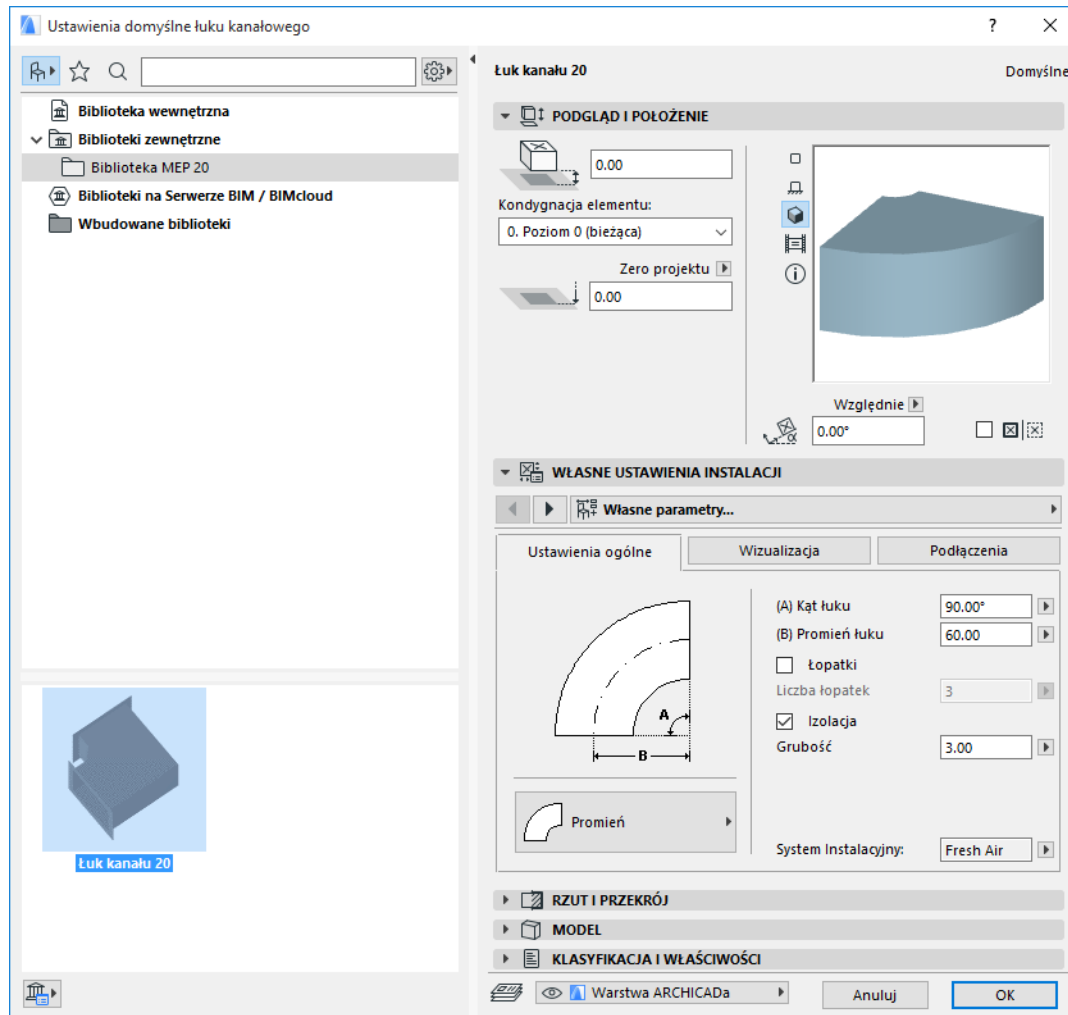 Ustawienia domyślne łuku kanałowego
?
Biblioteka wewnętrzna
Biblioteki zewnętrzne
Biblioteka MEP 20
Biblioteki na Serwerze BIM / BIMcloud
Wbudowane biblioteki
Łuk kanału 20
Łuk kanału 20
Domyślne
PODGLĄD I POŁOŻENIE
0.00
Kondygnacja elementu:
0. Poziom 0 (bieżąca)
Zero projektu
0.00
Względnie
α
0.00°
WŁASNE USTAWIENIA INSTALACJI
Własne parametry...
Ustawienia ogólne
Wizualizacja
Podłączenia
A
B
Promień
(A) Kąt łuku
90.00°
(B) Promień łuku
60.00
Łopatki
Liczba łopatek
3
Izolacja
Grubość
3.00
System Instalacyjny:
Fresh Air
RZUT I PRZEKRÓJ
MODEL
KLASYFIKACJA I WŁAŚCIWOŚCI
Warstwa ARCHICADa
Anuluj
OK